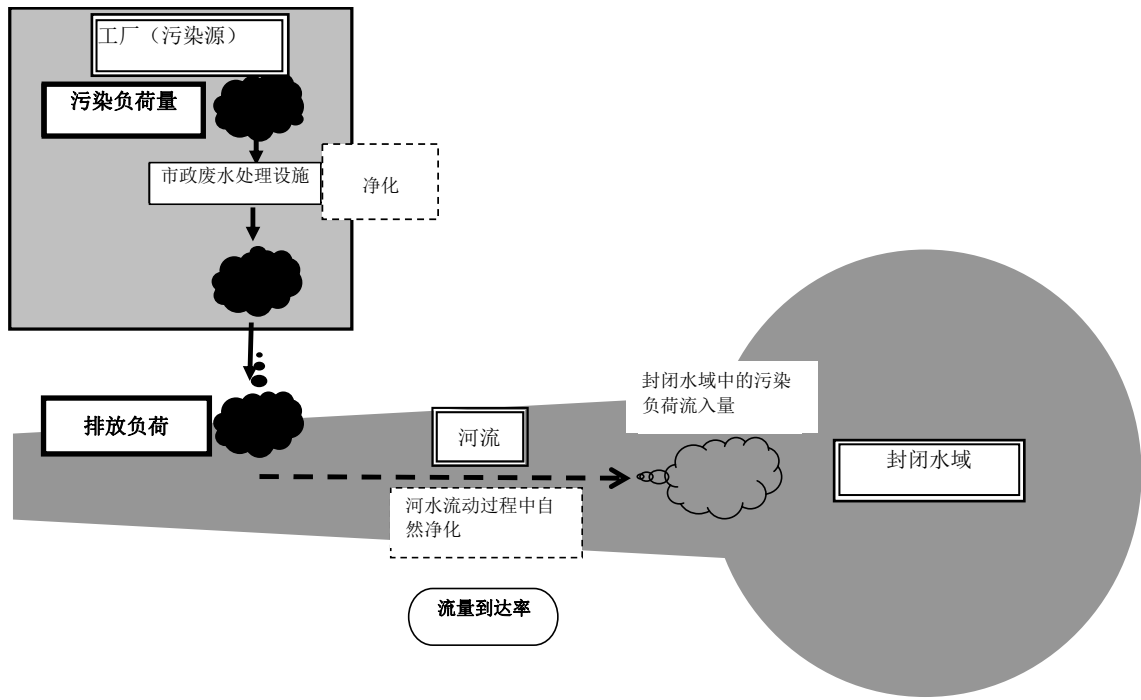 工厂（污染源）
污染负荷量
市政废水处理设施
净化
排放负荷
河流
封闭水域中的污染
负荷流入量
封闭水域
河水流动过程中自
然净化
流量到达率